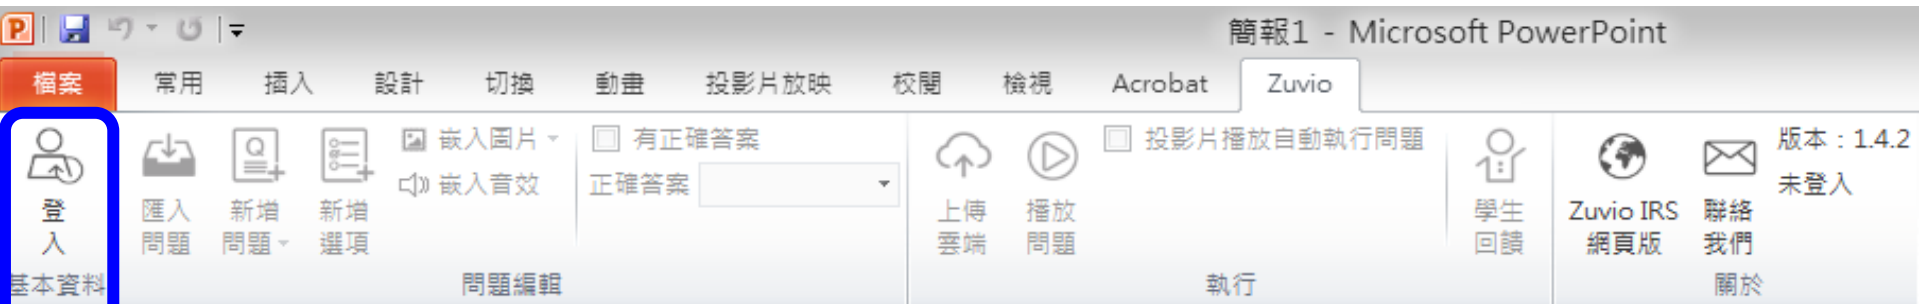 簡報1 - Microsoft PowerPoint
檔案 常用 插入 設計 切換 動畫 投影片放映 校閱 檢視 Acrobat Zuvio
登入
基本資料
匯入問題
新增問題
新增選項
嵌入圖片
嵌入音效
有正確答案
正確答案
問題編輯
上傳雲端
播放問題
投影片播放自動執行問題
學生回饋
執行
Zuvio IRS
網頁版
聯絡我們
版本：1.4.2
未登入
關於